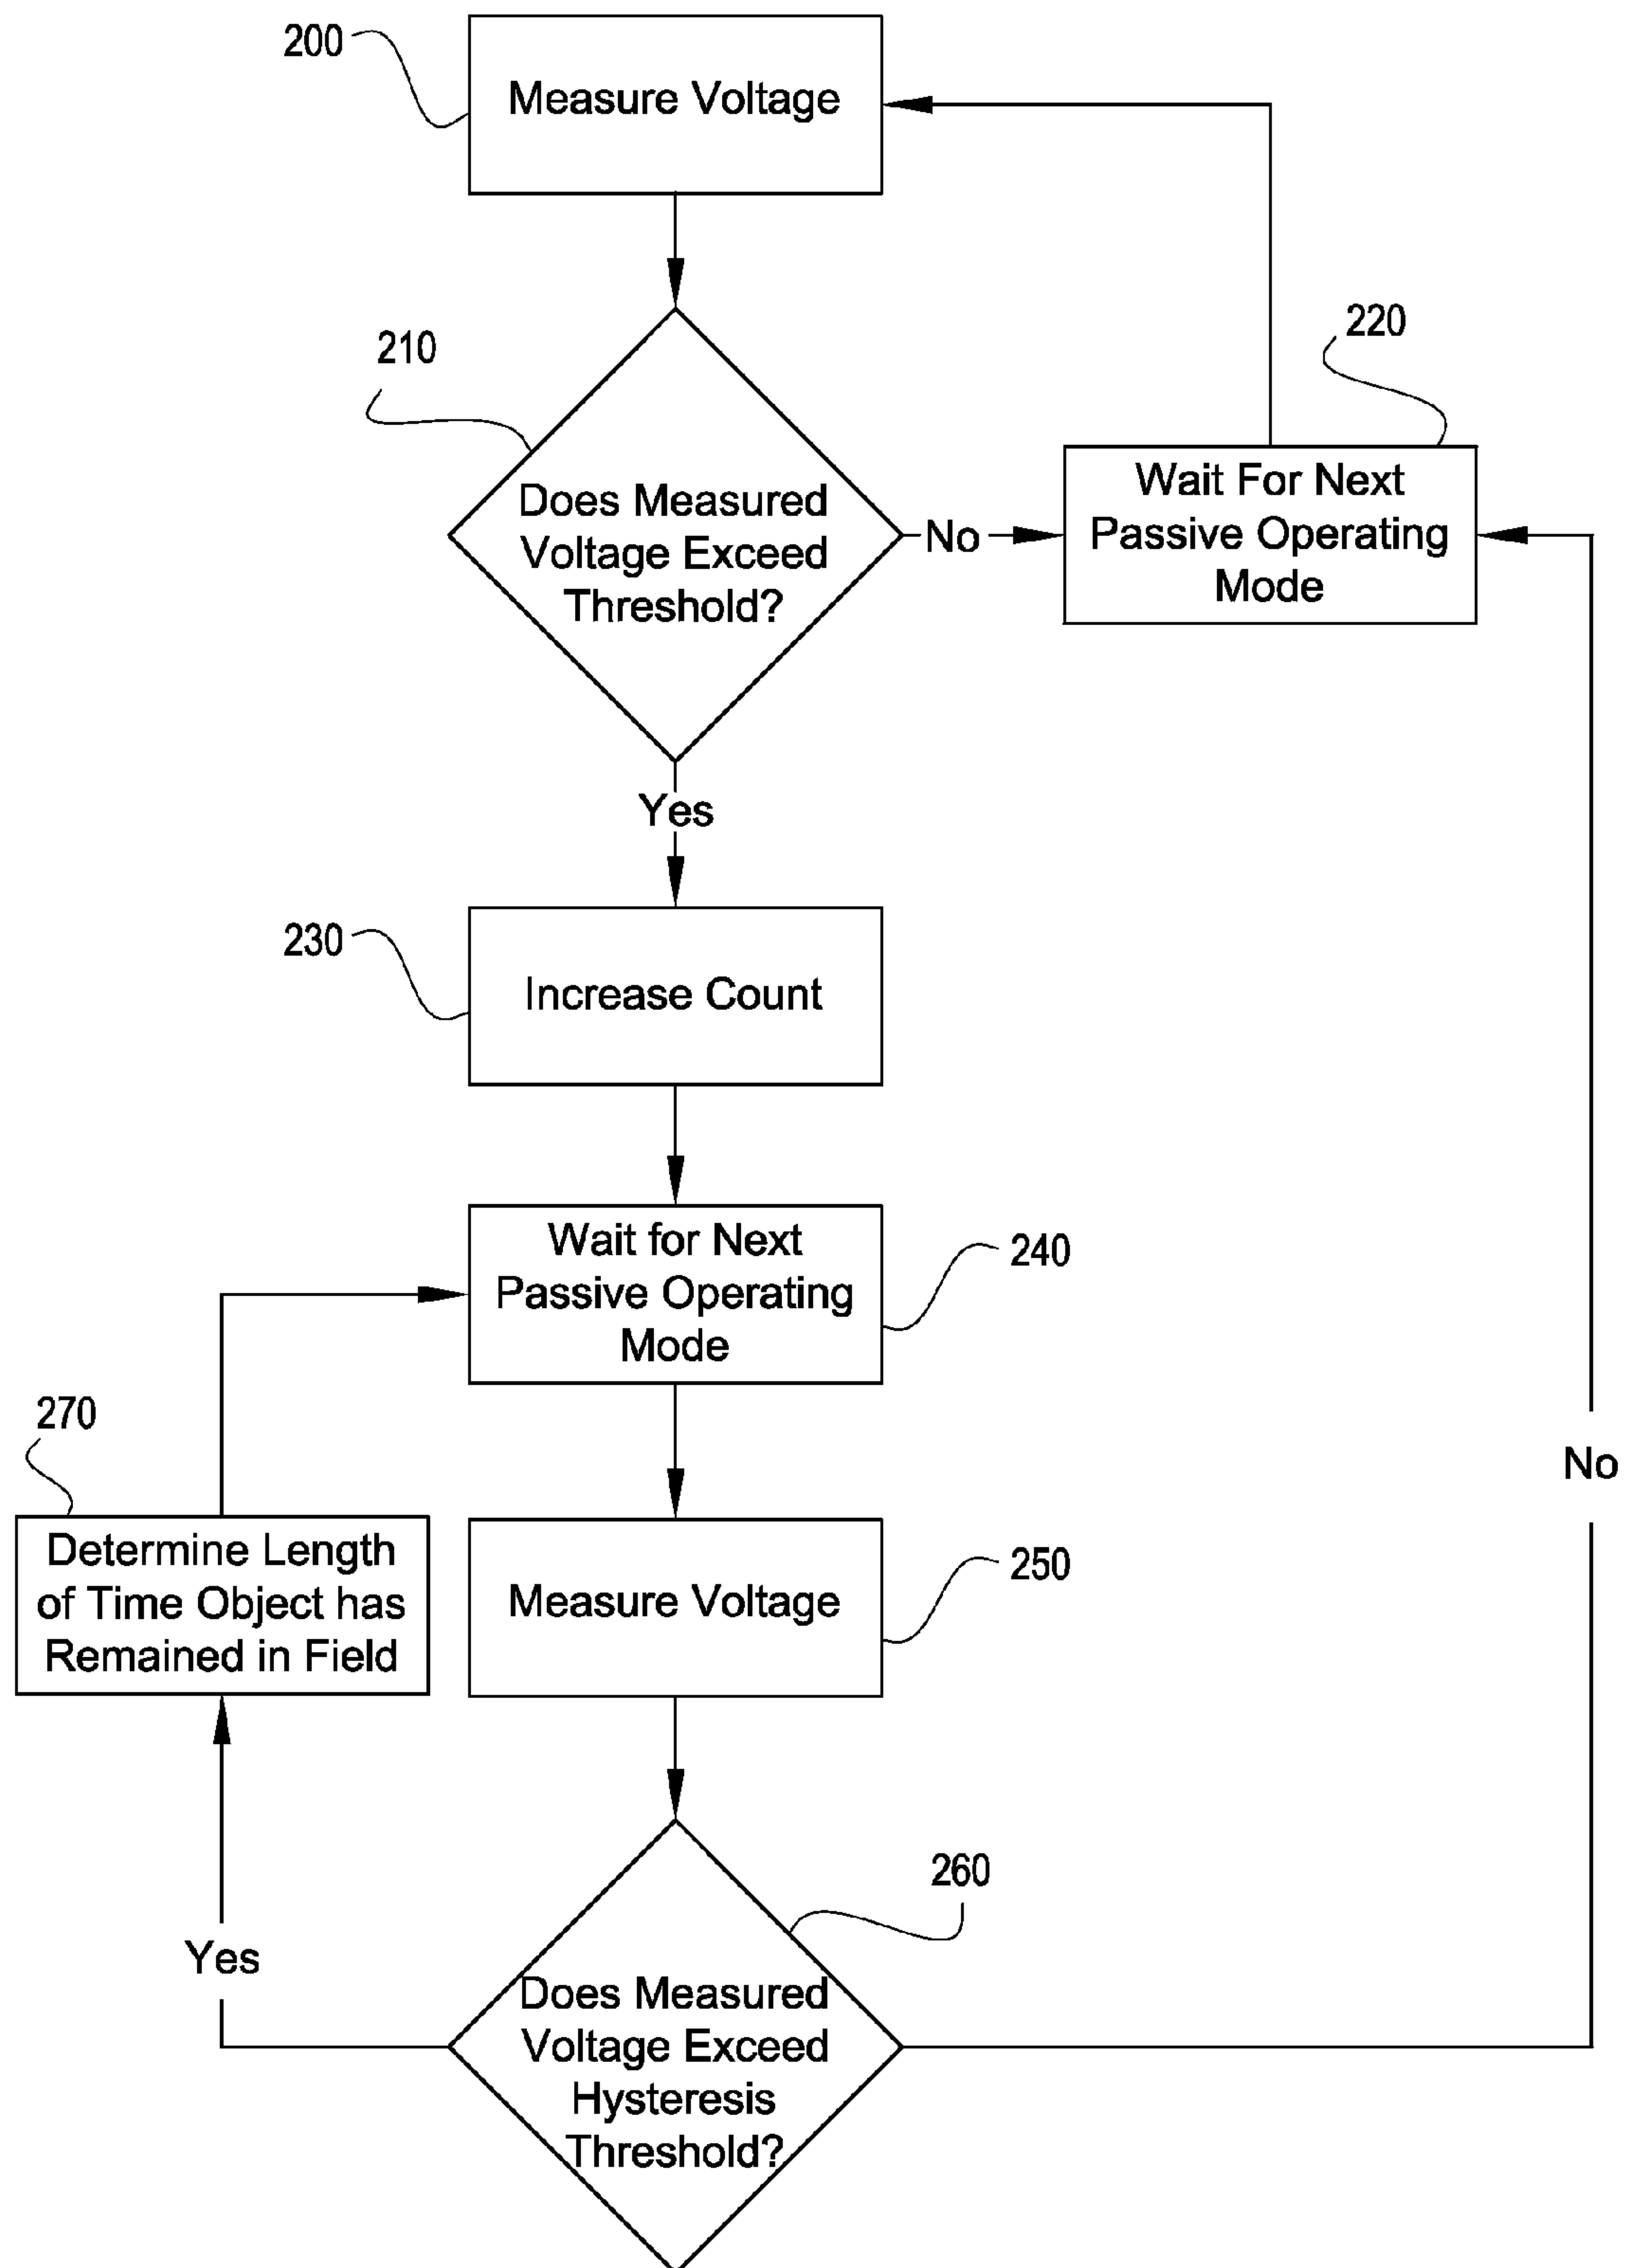 200
Measure Voltage
210
Does Measured
Voltage Exceed
Threshold?
No
220
Wait For Next
Passive Operating
Mode
Yes
230
Increase Count
240
Wait for Next
Passive Operating
Mode
270
Determine Length
of Time Object has
Remained in Field
250
Measure Voltage
No
260
Does Measured
Voltage Exceed
Hysteresis
Threshold?
Yes